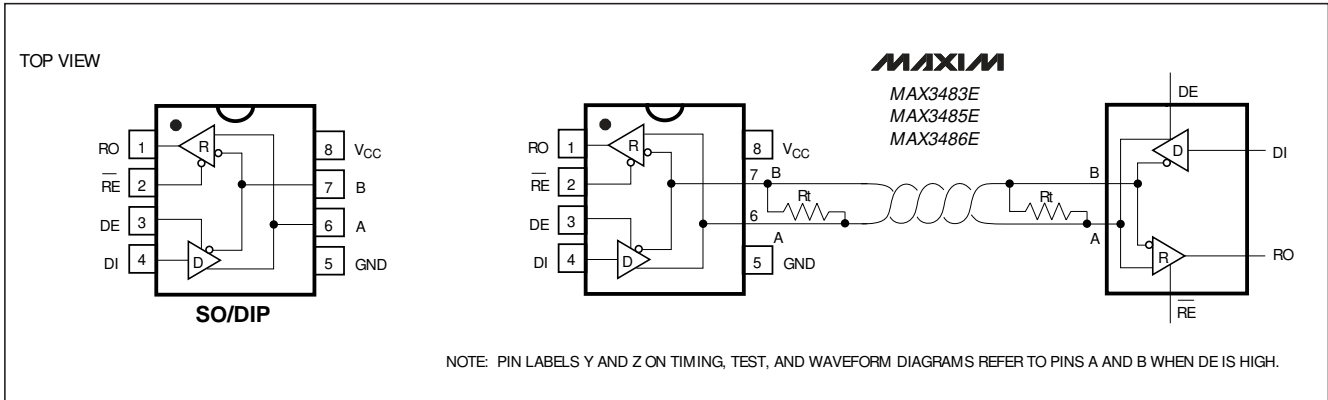 TOP VIEW
RO 1
RE 2
DE 3
DI 4
R
D
8 VCC
7 B
6 A
5 GND
SO/DIP
RO 1
RE 2
DE 3
DI 4
R
D
8 VCC
7 B
6 A
5 GND
Rt
MAXIM
MAX3483E
MAX3485E
MAX3486E
Rt
B
A
DE
D
DI
R
RO
RE
NOTE: PIN LABELS Y AND Z ON TIMING, TEST, AND WAVEFORM DIAGRAMS REFER TO PINS A AND B WHEN DE IS HIGH.